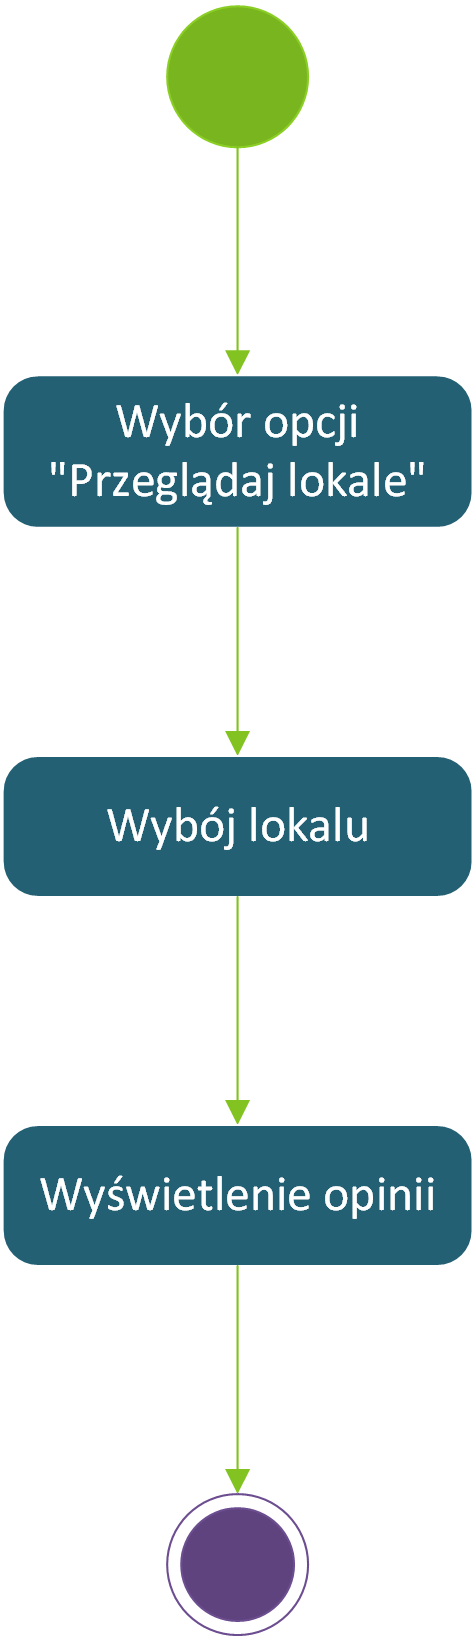 Wybór opcji
"Przeglądaj lokale"
Wybój lokalu
Wyświetlenie opinii